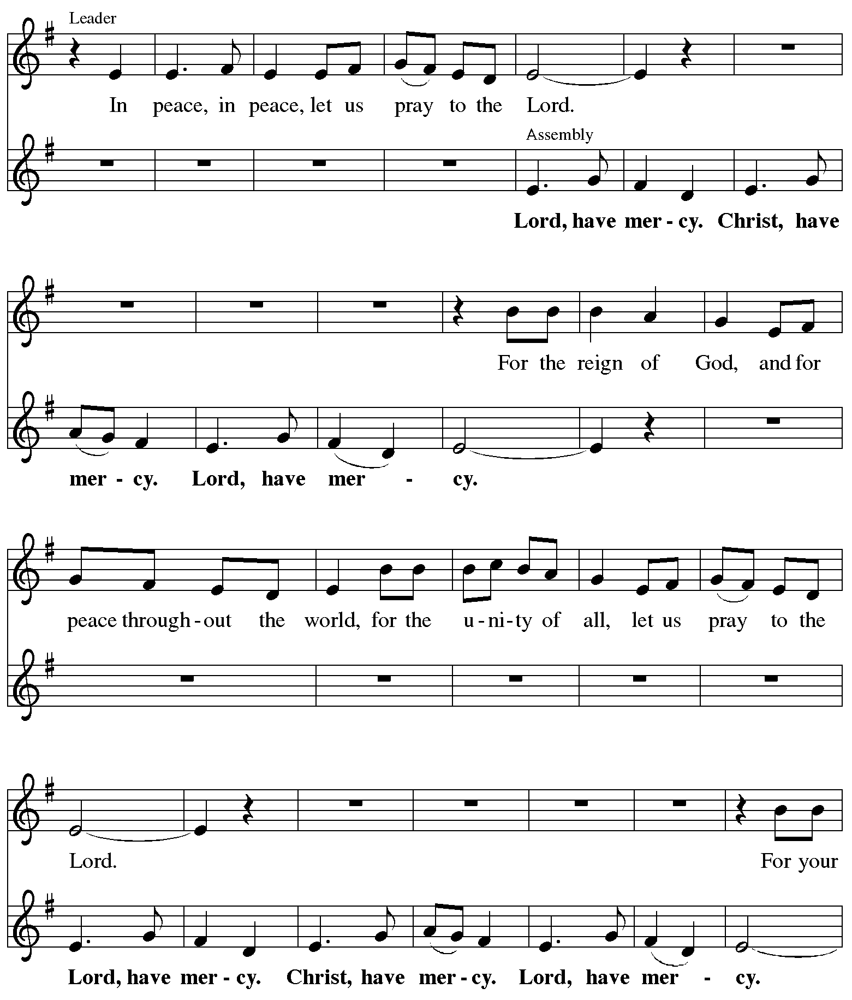 Leader
In peace, in peace, let us pray to the Lord.
Assembly
Lord, have mer - cy. Christ, have
For the reign of God, and for
mer - cy. Lord, have mer - cy.
peace through - out the world, for the u - ni - ty of all, let us pray to the
Lord. For your
Lord, have mer - cy. Christ, have mer - cy. Lord, have mer - cy.